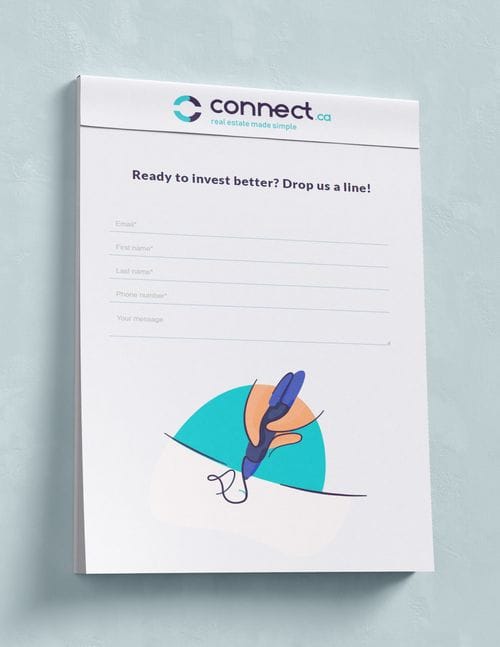 connect.ca
real estate made simple
Ready to invest better? Drop us a line!
Email*
First name*
Last name*
Phone number*
Your message